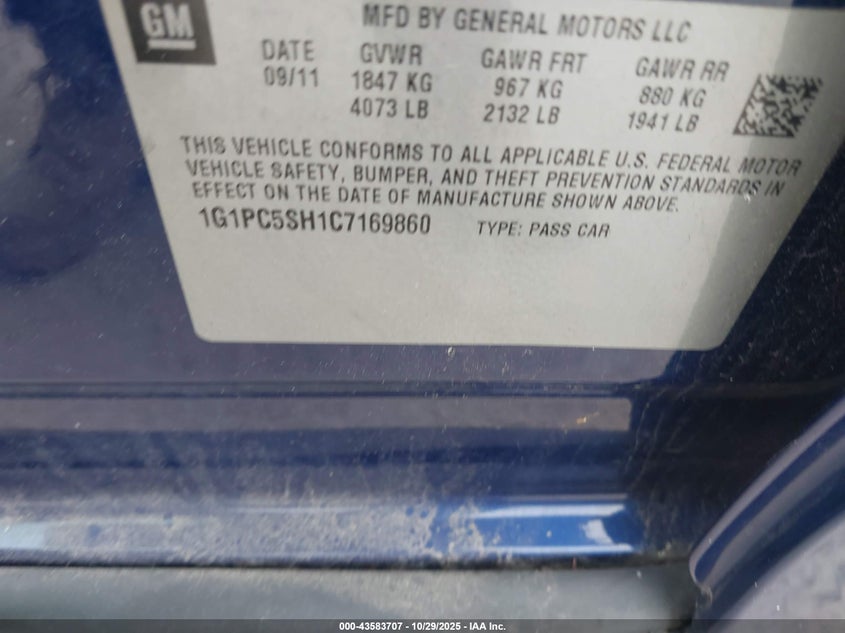 GM
MFD BY GENERAL MOTORS LLC
DATE GVWR GAWR FRT GAWR RR
09/11 1847 KG 967 KG 880 KG
4073 LB 2132 LB 1941 LB
THIS VEHICLE CONFORMS TO ALL APPLICABLE U.S. FEDERAL MOTOR
VEHICLE SAFETY, BUMPER, AND THEFT PREVENTION STANDARDS IN
EFFECT ON THE DATE OF MANUFACTURE SHOWN ABOVE.
1G1PC5SH1C7169860 TYPE: PASS CAR
000-43583707 | 10/29/2025 - IAA Inc.